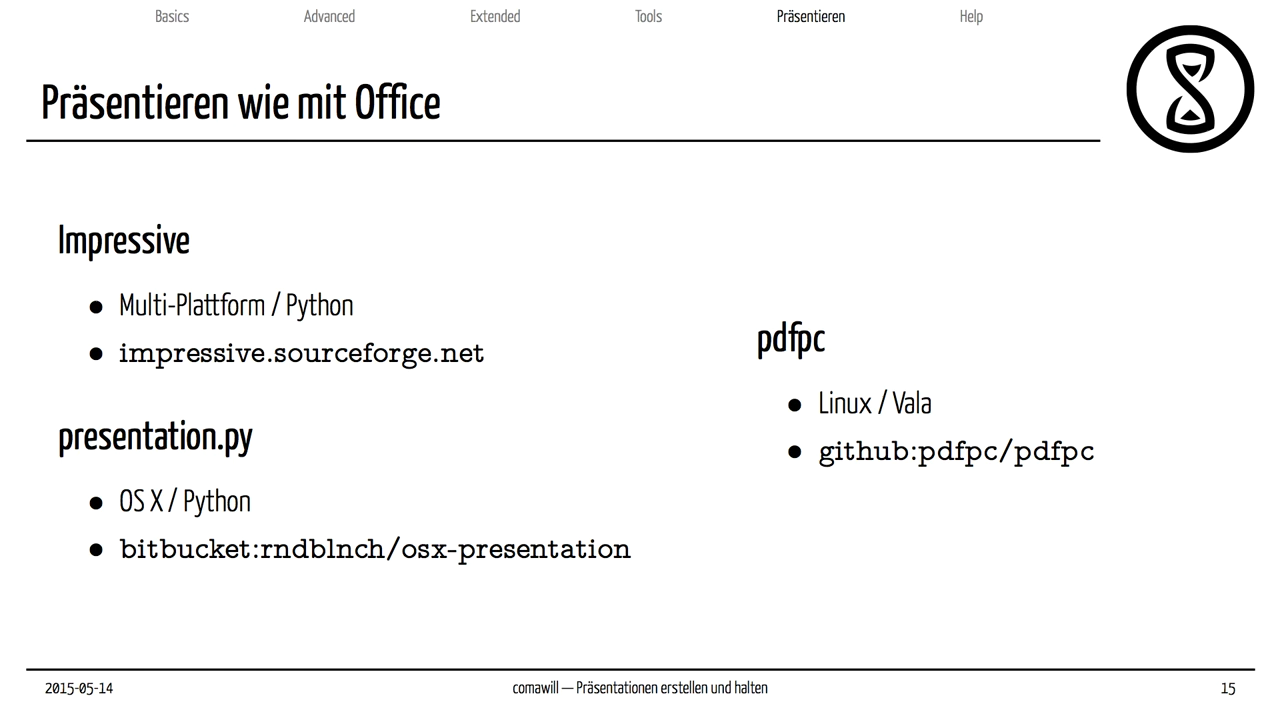 Basics Advanced Extended Tools Präsentieren Help
Präsentieren wie mit Office
Impressive
● Multi-Plattform / Python
● impressive.sourceforge.net
presentation.py
● OS X / Python
● bitbucket:rndblnch/osx-presentation
pdfpc
● Linux / Vala
● github:pdfpc/pdfpc
2015-05-14 comawill — Präsentationen erstellen und halten 15